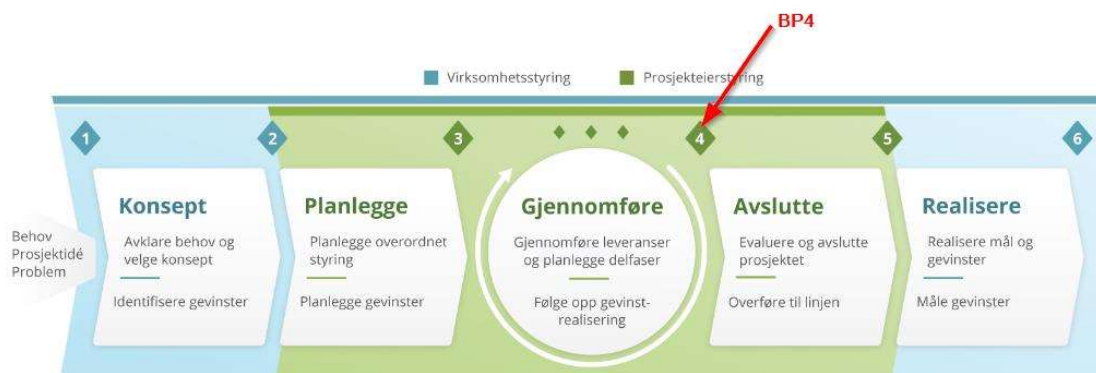 BP4
Virksomhetsstyring
Prosjekteierstyring
1
2
3
4
5
6
Behov
Prosjektidé
Problem
Konsept
Avklare behov og
velge konsept
Identifisere gevinster
Planlegge
Planlegge overordnet
styring
Planlegge gevinster
Gjennomføre
Gjennomføre leveranser
og planlegge delfaser
Følge opp gevinst-
realisering
Avslutte
Evaluere og avslutte
prosjektet
Overføre til linjen
Realisere
Realisere mål og
gevinster
Måle gevinster